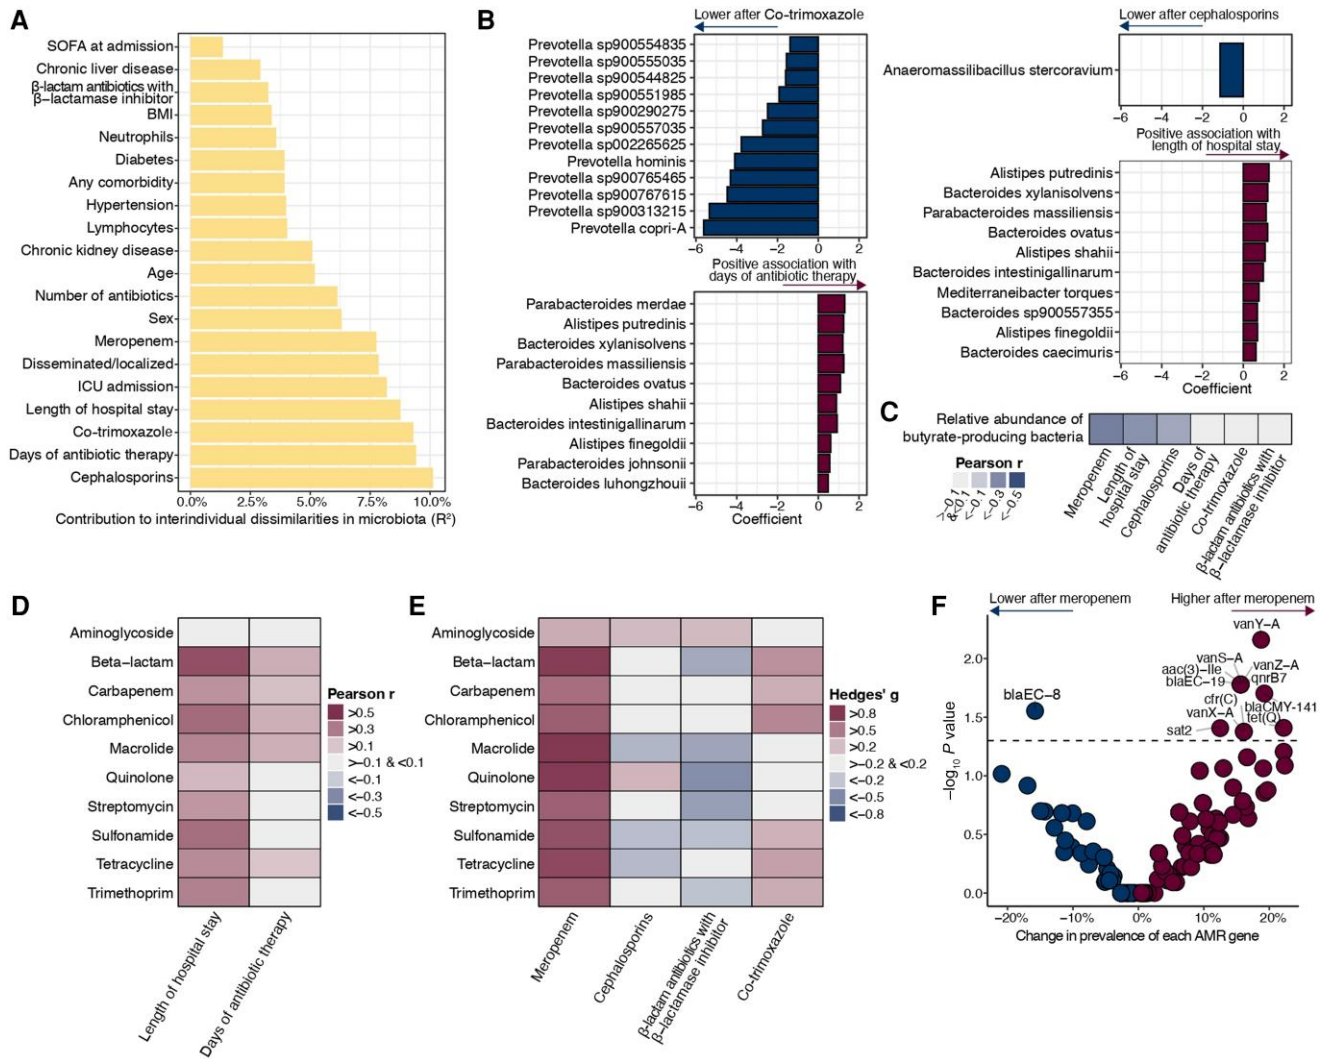 A
SOFA at admission
Chronic liver disease
β-lactam antibiotics with
β-lactamase inhibitor
BMI
Neutrophils
Diabetes
Any comorbidity
Hypertension
Lymphocytes
Chronic kidney disease
Age
Number of antibiotics
Sex
Meropenem
Disseminated/localized
ICU admission
Length of hospital stay
Co-trimoxazole
Days of antibiotic therapy
Cephalosporins
0.0% 2.5% 5.0% 7.5% 10.0%
Contribution to interindividual dissimilarities in microbiota (R²)
B
Lower after Co-trimoxazole
Prevotella sp900554835
Prevotella sp900555035
Prevotella sp900544825
Prevotella sp900551985
Prevotella sp900290275
Prevotella sp900557035
Prevotella sp002265625
Prevotella hominis
Prevotella sp900765465
Prevotella sp900767615
Prevotella sp900313215
Prevotella copri-A
−6 −4 −2 0 2
Positive association with
days of antibiotic therapy
Parabacteroides merdae
Alistipes putredinis
Bacteroides xylanisolvens
Parabacteroides massiliensis
Bacteroides ovatus
Alistipes shahii
Bacteroides intestinigallinarum
Alistipes finegoldii
Parabacteroides johnsonii
Bacteroides luhongzhouii
−6 −4 −2 0 2
Coefficient
Lower after cephalosporins
Anaeromassilibacillus stercoravium
−6 −4 −2 0 2
Positive association with
length of hospital stay
Alistipes putredinis
Bacteroides xylanisolvens
Parabacteroides massiliensis
Bacteroides ovatus
Alistipes shahii
Bacteroides intestinigallinarum
Mediterraneibacter torques
Bacteroides sp900557355
Alistipes finegoldii
Bacteroides caecimuris
−6 −4 −2 0 2
Coefficient
C
Relative abundance of
butyrate-producing bacteria
Pearson r
>−0.1
&<0.1
<−0.1
<−0.3
<−0.5
Meropenem
Length of
hospital stay
Cephalosporins
Days of
antibiotic therapy
Co-trimoxazole
β-lactam antibiotics with
β-lactamase inhibitor
D
Aminoglycoside
Beta−lactam
Carbapenem
Chloramphenicol
Macrolide
Quinolone
Streptomycin
Sulfonamide
Tetracycline
Trimethoprim
Length of hospital stay
Days of antibiotic therapy
Pearson r
>0.5
>0.3
>0.1
>−0.1 & <0.1
<−0.1
<−0.3
<−0.5
E
Aminoglycoside
Beta−lactam
Carbapenem
Chloramphenicol
Macrolide
Quinolone
Streptomycin
Sulfonamide
Tetracycline
Trimethoprim
Meropenem
Cephalosporins
β-lactam antibiotics with
β−lactamase inhibitor
Co-trimoxazole
Hedges' g
>0.8
>0.5
>0.2
>−0.2 & <0.2
<−0.2
<−0.5
<−0.8
F
Lower after meropenem
Higher after meropenem
vanY−A
vanS−A
vanZ−A
aac(3)−IIe
blaEC−19
qnrB7
cfr(C)
blaCMY−141
vanX−A
tet(Q)
sat2
blaEC−8
−log₁₀ P value
2.0
1.5
1.0
0.5
0.0
−20% −10% 0% 10% 20%
Change in prevalence of each AMR gene